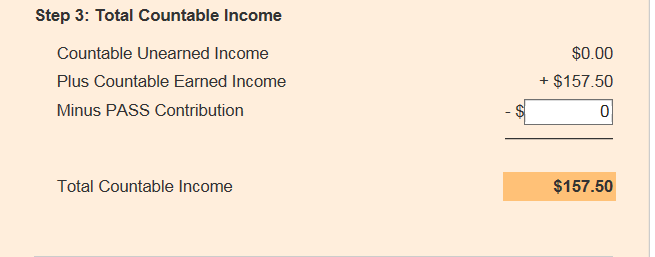 Step 3: Total Countable Income
Countable Unearned Income $0.00
Plus Countable Earned Income + $157.50
Minus PASS Contribution - $ 0
Total Countable Income $157.50